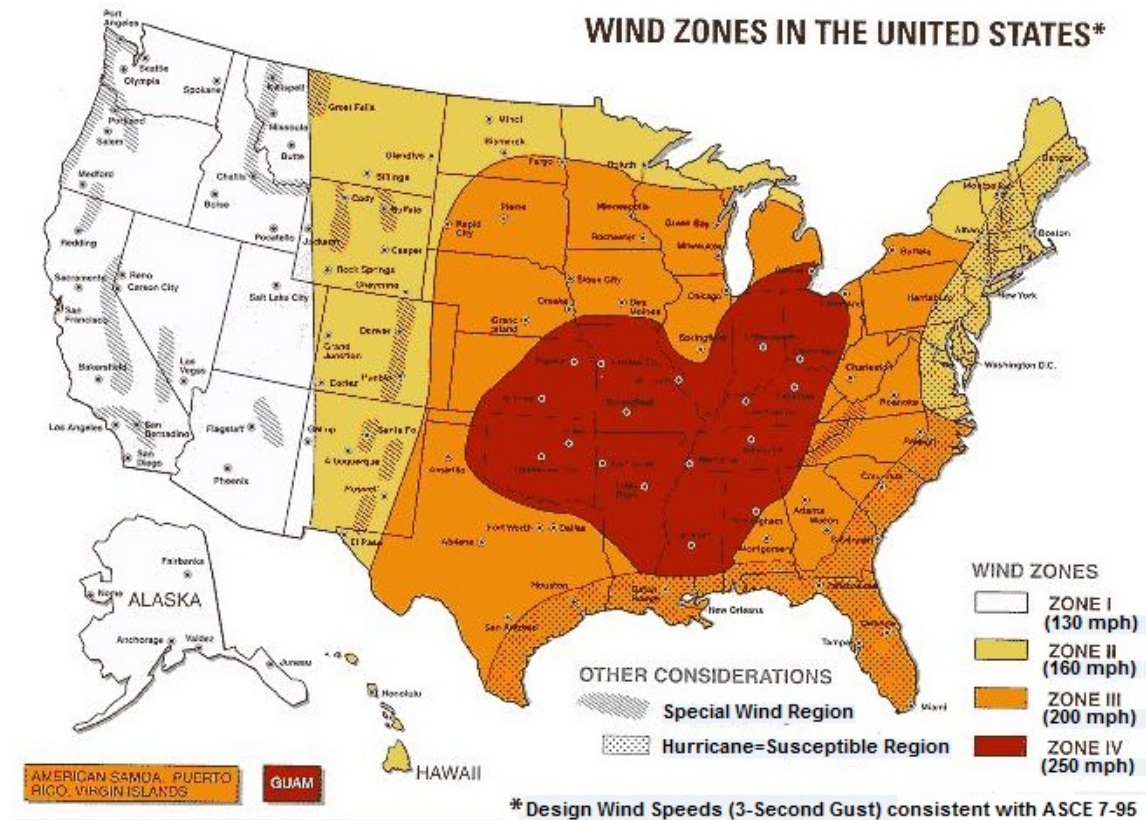 WIND ZONES IN THE UNITED STATES*
Port
Angeles
Seattle
Olympia
Spokane
Kalispell
Great Falls
Minot
Portland
Missoula
Bismarck
Salem
Butte
Glendive
Fargo
Duluth
Bangor
Medford
Challis
Billings
Montpelier
Boise
Cody
Buffalo
Pierre
Minneapolis
Green Bay
Albany
Boston
Redding
Pocatello
Jackson
Casper
Rapid
City
Rochester
Milwaukee
Buffalo
Sacramento
Reno
Carson City
Rock Springs
Cheyenne
Sioux City
Detroit
Cleveland
Harrisburg
New York
San
Francisco
Salt Lake City
Omaha
Des
Moines
Chicago
Grand
Island
Denver
Springfield
Washington D.C.
Grand
Junction
Bakersfield
Las
Vegas
Cortez
Pueblo
Charleston
Roanoke
Los Angeles
San
Bernadino
Flagstaff
Gallup
Santa Fe
Raleigh
San
Diego
Albuquerque
Amarillo
Phoenix
Roswell
Columbia
Atlanta
Macon
El Paso
Fort Worth
Dallas
Birmingham
Montgomery
Savannah
Abilene
Houston
Baton
Rouge
New Orleans
Tallahassee
San Antonio
Orlando
Tampa
Miami
Fairbanks
Nome
ALASKA
Anchorage
Valdez
Juneau
Honolulu
HAWAII
AMERICAN SAMOA, PUERTO
RICO, VIRGIN ISLANDS
GUAM
OTHER CONSIDERATIONS
Special Wind Region
Hurricane=Susceptible Region
WIND ZONES
ZONE I
(130 mph)
ZONE II
(160 mph)
ZONE III
(200 mph)
ZONE IV
(250 mph)
* Design Wind Speeds (3-Second Gust) consistent with ASCE 7-95